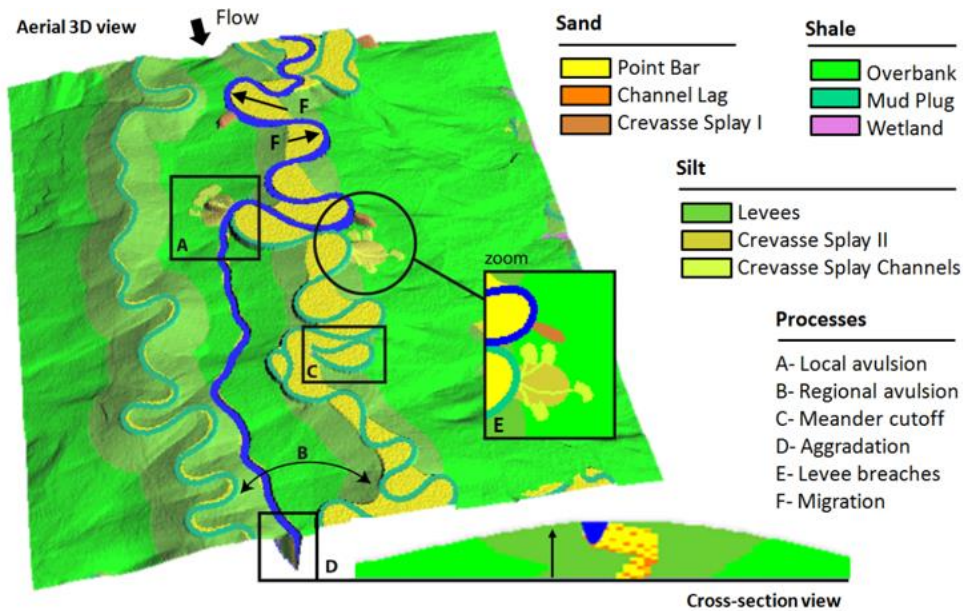 Aerial 3D view
Flow
F
F
A
C
B
D
zoom
E
Cross-section view
Sand
Point Bar
Channel Lag
Crevasse Splay I
Shale
Overbank
Mud Plug
Wetland
Silt
Levees
Crevasse Splay II
Crevasse Splay Channels
Processes
A- Local avulsion
B- Regional avulsion
C- Meander cutoff
D- Aggradation
E- Levee breaches
F- Migration